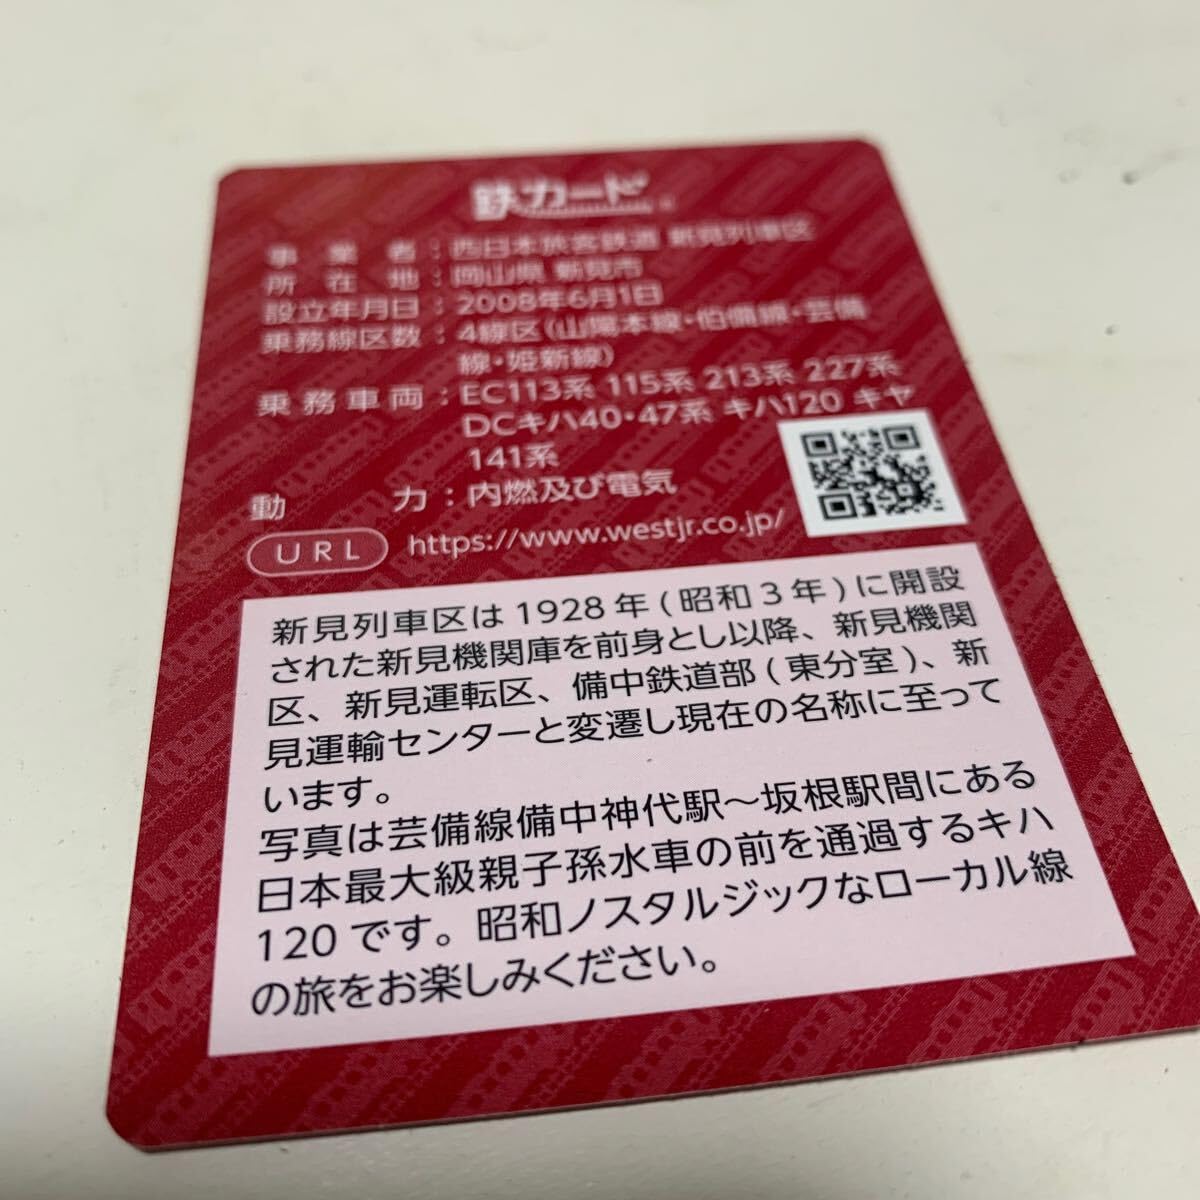 鉄カード
事業者：西日本旅客鉄道 新見列車区
所在地：岡山県 新見市
設立年月日：2008年6月1日
乗務線区数：4線区(山陽本線・伯備線・芸備
線・姫新線)
乗務車両：EC113系 115系 213系 227系
DCキハ40・47系 キハ120 キヤ
141系
動力：内燃及び電気
URL https://www.westjr.co.jp/
新見列車区は1928年(昭和3年)に開設
された新見機関庫を前身とし以降、新見機関
区、新見運転区、備中鉄道部(東分室)、新
見運輸センターと変遷し現在の名称に至って
います。
写真は芸備線備中神代駅～坂根駅間にある
日本最大級親子孫水車の前を通過するキハ
120です。昭和ノスタルジックなローカル線
の旅をお楽しみください。